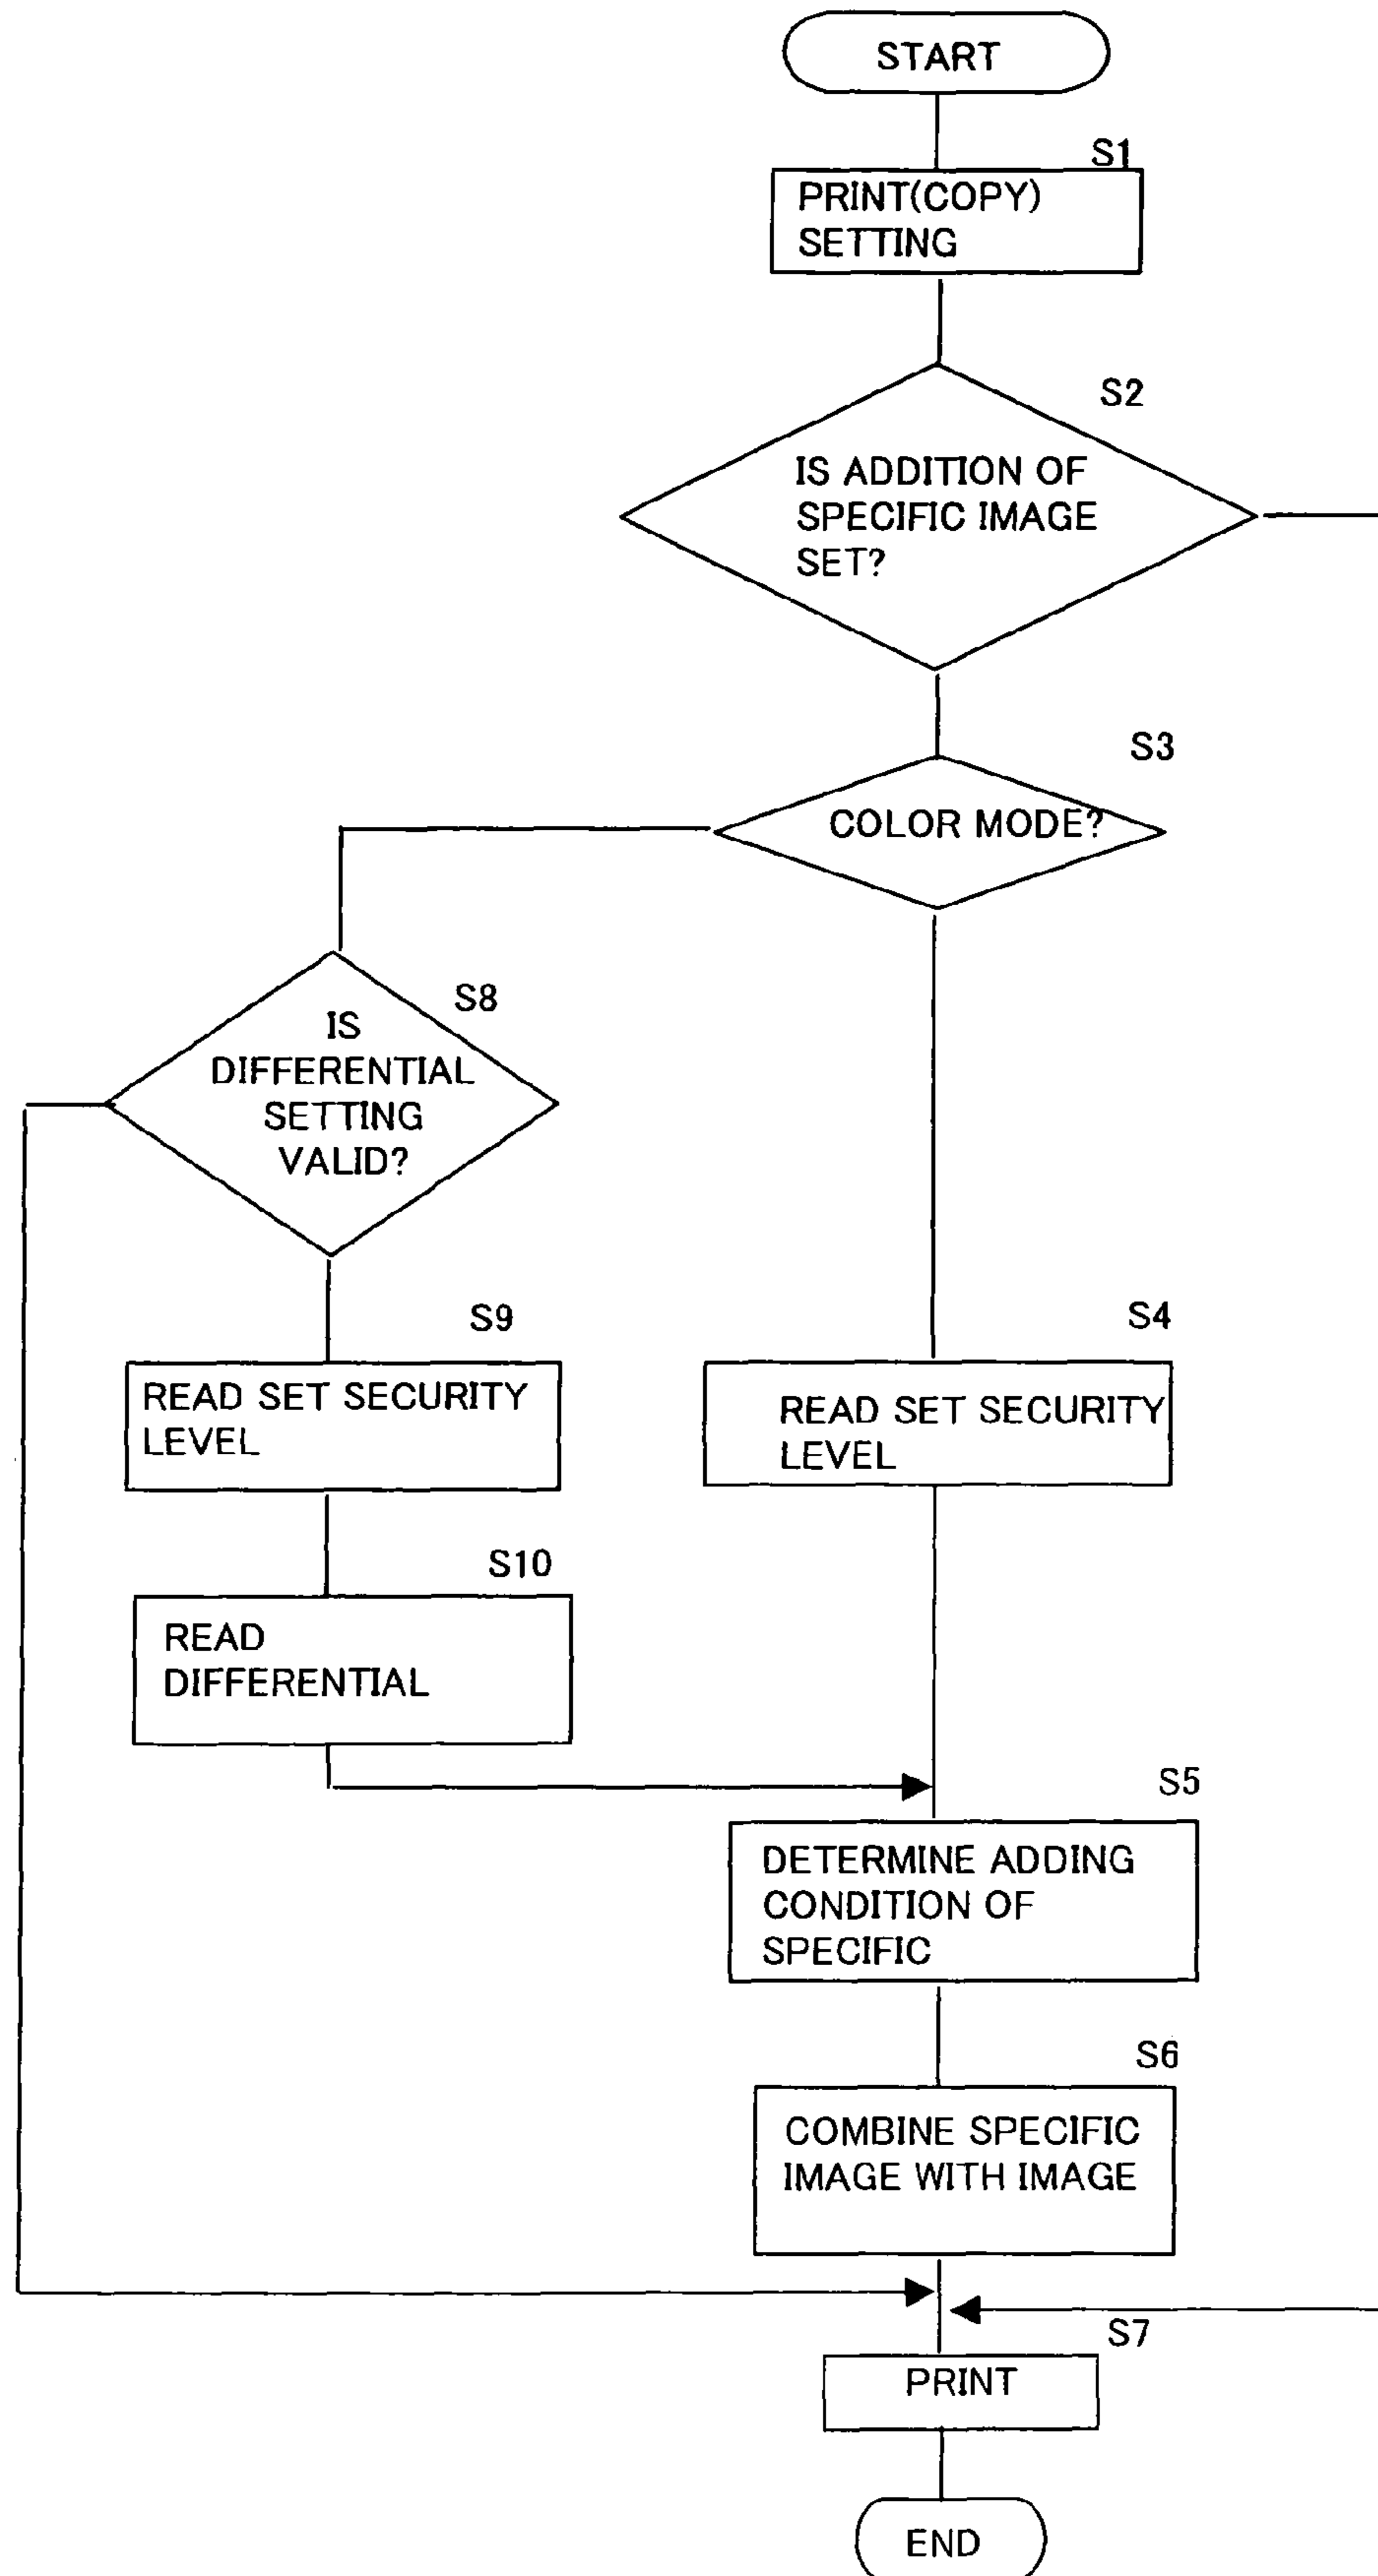 START
S1
PRINT(COPY)
SETTING
S2
IS ADDITION OF
SPECIFIC IMAGE
SET?
S3
COLOR MODE?
S8
IS
DIFFERENTIAL
SETTING
VALID?
S9
READ SET SECURITY
LEVEL
S4
READ SET SECURITY
LEVEL
S10
READ
DIFFERENTIAL
S5
DETERMINE ADDING
CONDITION OF
SPECIFIC
S6
COMBINE SPECIFIC
IMAGE WITH IMAGE
S7
PRINT
END